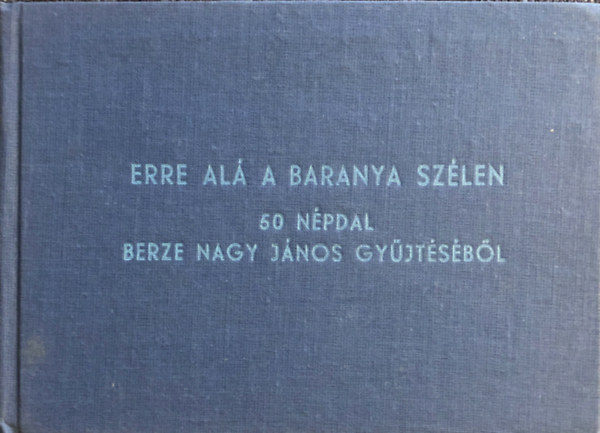 ERRE ALÁ A BARANYA SZÉLEN
50 NÉPDAL
BERZE NAGY JÁNOS GYŰJTÉSÉBŐL